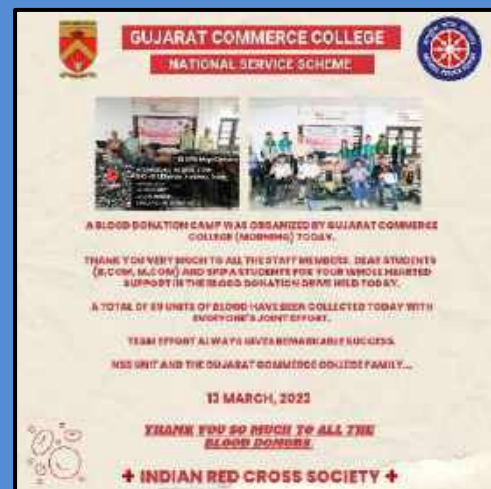 GUJARAT COMMERCE COLLEGE
NATIONAL SERVICE SCHEME
A BLOOD DONATION CAMP WAS ORGANIZED BY GUJARAT COMMERCE
COLLEGE (MORNING) TODAY.
THANK YOU VERY MUCH TO ALL THE STAFF MEMBERS, DEAR STUDENTS
(B.COM, M.COM) AND SPIPA STUDENTS FOR YOUR WHOLE HEARTED
SUPPORT IN THE BLOOD DONATION DRIVE HELD TODAY.
A TOTAL OF UNITS OF BLOOD HAVE BEEN COLLECTED TODAY WITH
EVERYONE'S JOINT EFFORT.
TEAM EFFORT ALWAYS GIVES REMARKABLE SUCCESS.
NSS UNIT AND THE GUJARAT COMMERCE COLLEGE FAMILY...
13 MARCH, 2023
THANK YOU SO MUCH TO ALL THE
BLOOD DONORS.
+ INDIAN RED CROSS SOCIETY +